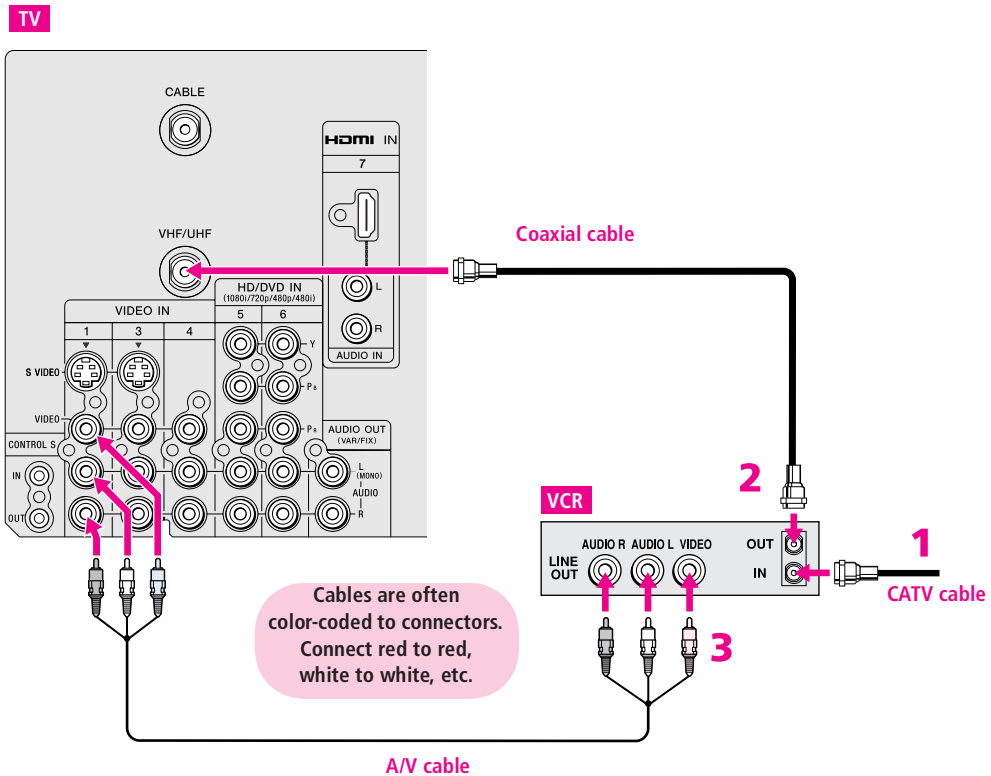 TV
CABLE
HDMI IN
7
VHF/UHF
Coaxial cable
L
R
AUDIO IN
HD/DVD IN
(1080i/720p/480p/480i)
5 6
VIDEO IN
1 3 4
Y
S VIDEO
PB
VIDEO
PR
AUDIO OUT
(VAR/FIX)
CONTROL S
IN
OUT
L
(MONO)
AUDIO
R
2
VCR
1
AUDIO R AUDIO L VIDEO
LINE
OUT
OUT
IN
CATV cable
3
Cables are often
color-coded to connectors.
Connect red to red,
white to white, etc.
A/V cable